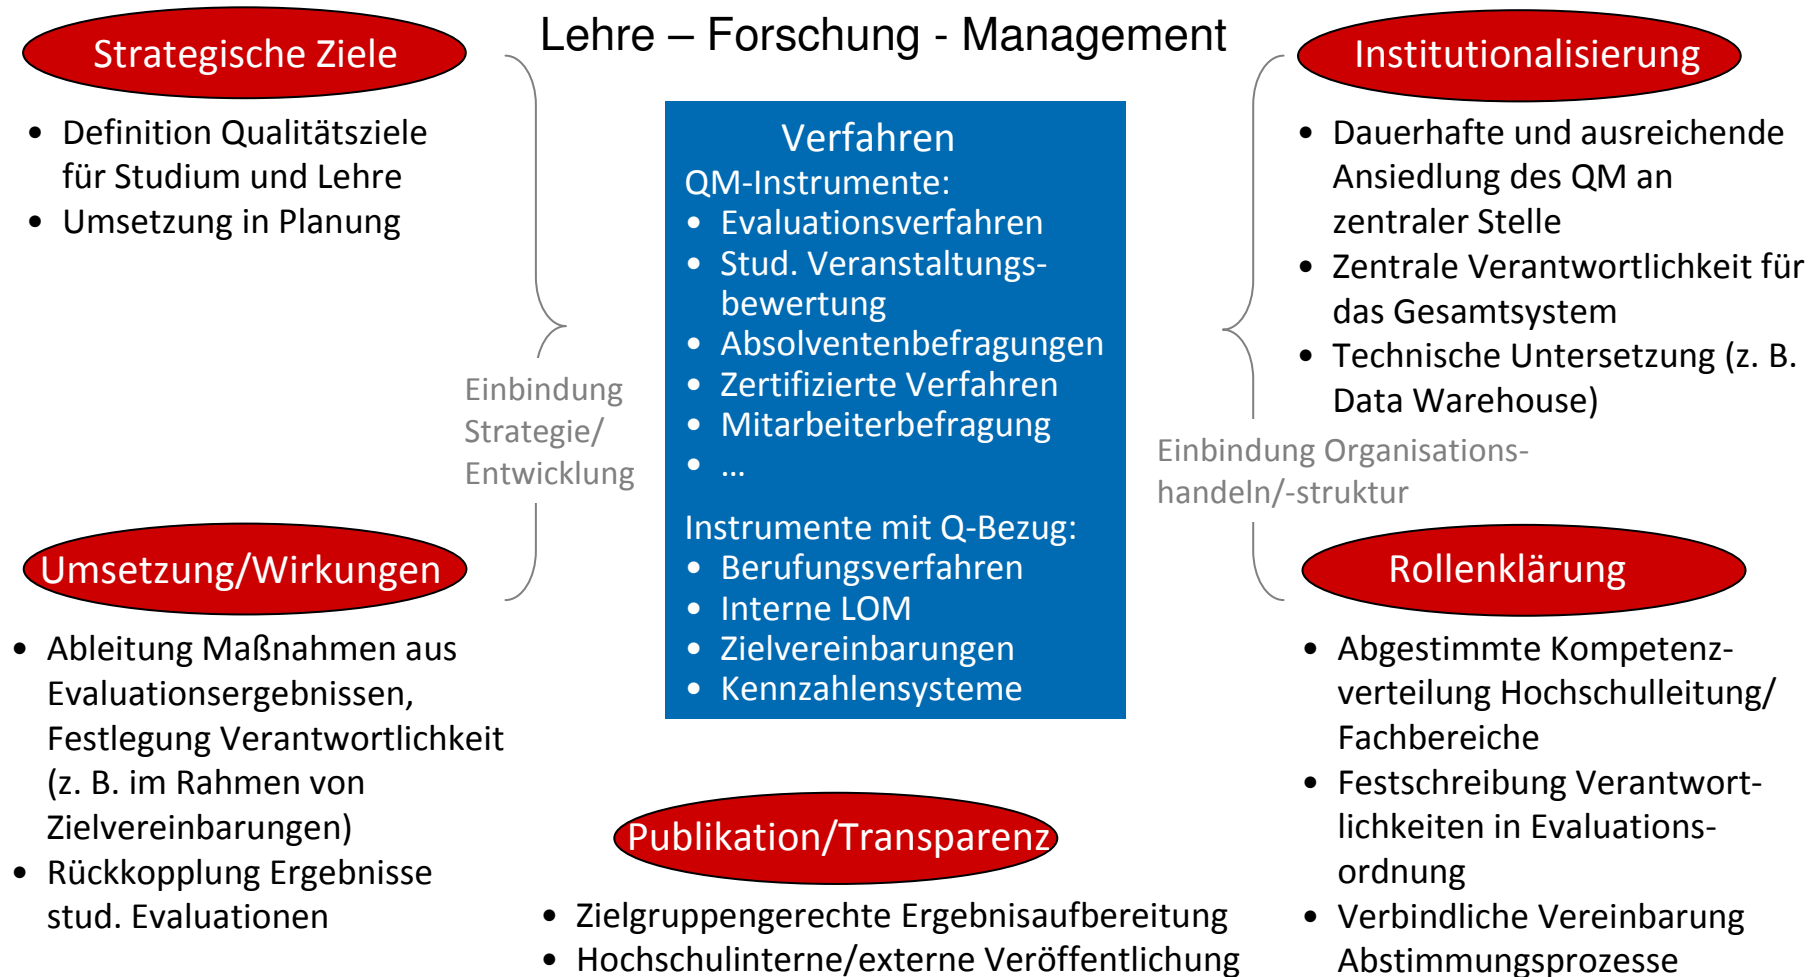 Lehre – Forschung - Management
Strategische Ziele
• Definition Qualitätsziele
für Studium und Lehre
• Umsetzung in Planung
Einbindung
Strategie/
Entwicklung
Umsetzung/Wirkungen
• Ableitung Maßnahmen aus
Evaluationsergebnissen,
Festlegung Verantwortlichkeit
(z. B. im Rahmen von
Zielvereinbarungen)
• Rückkopplung Ergebnisse
stud. Evaluationen
Verfahren
QM-Instrumente:
• Evaluationsverfahren
• Stud. Veranstaltungs-
bewertung
• Absolventenbefragungen
• Zertifizierte Verfahren
• Mitarbeiterbefragung
• ...
Instrumente mit Q-Bezug:
• Berufungsverfahren
• Interne LOM
• Zielvereinbarungen
• Kennzahlensysteme
Publikation/Transparenz
• Zielgruppengerechte Ergebnisaufbereitung
• Hochschulinterne/externe Veröffentlichung
Institutionalisierung
• Dauerhafte und ausreichende
Ansiedlung des QM an
zentraler Stelle
• Zentrale Verantwortlichkeit für
das Gesamtsystem
• Technische Untersetzung (z. B.
Data Warehouse)
Einbindung Organisations-
handeln/-struktur
Rollenklärung
• Abgestimmte Kompetenz-
verteilung Hochschulleitung/
Fachbereiche
• Festschreibung Verantwort-
lichkeiten in Evaluations-
ordnung
• Verbindliche Vereinbarung
Abstimmungsprozesse